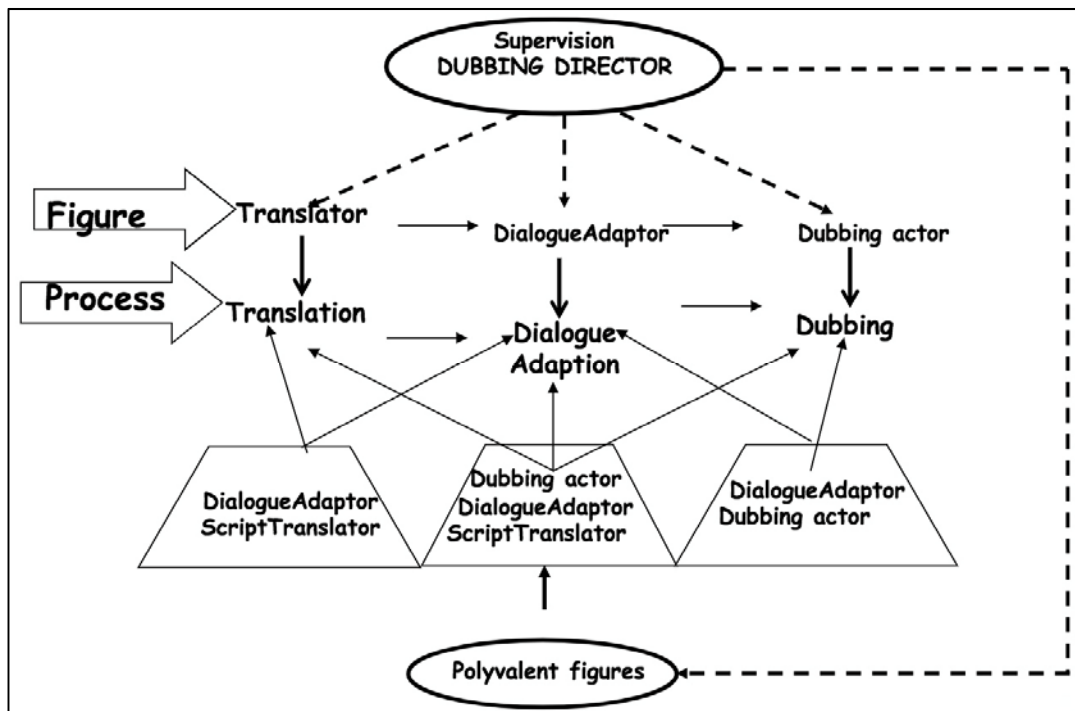 Supervision
DUBBING DIRECTOR
Figure
Translator
DialogueAdaptor
Dubbing actor
Process
Translation
Dialogue
Adaption
Dubbing
DialogueAdaptor
ScriptTranslator
Dubbing actor
DialogueAdaptor
ScriptTranslator
DialogueAdaptor
Dubbing actor
Polyvalent figures